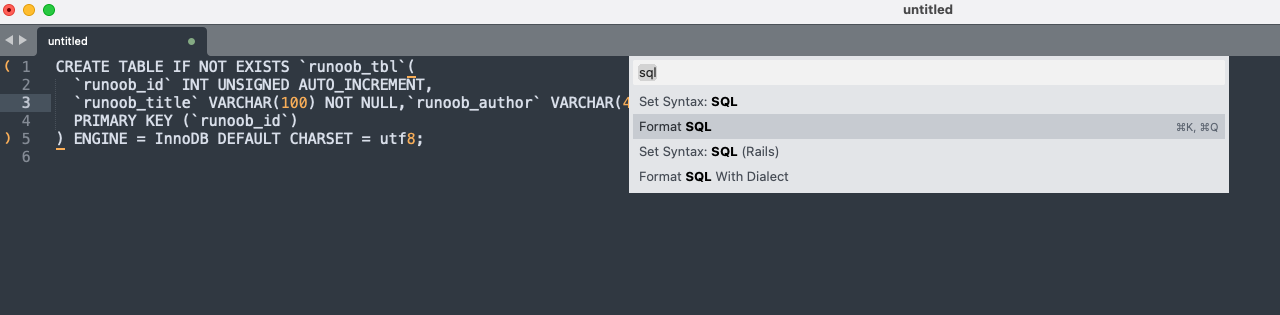 untitled
untitled
1 CREATE TABLE IF NOT EXISTS `runoob_tbl`(
2 `runoob_id` INT UNSIGNED AUTO_INCREMENT,
3 `runoob_title` VARCHAR(100) NOT NULL,`runoob_author` VARCHAR(4
4 PRIMARY KEY (`runoob_id`)
5 ) ENGINE = InnoDB DEFAULT CHARSET = utf8;
6
sql
Set Syntax: SQL
Format SQL ⌘K, ⌘Q
Set Syntax: SQL (Rails)
Format SQL With Dialect